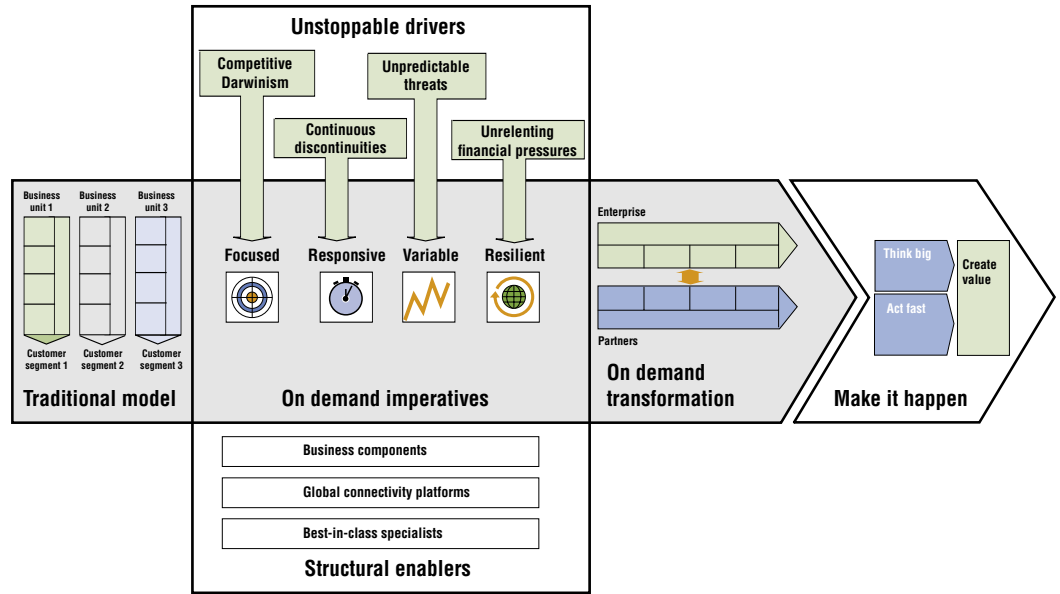 Unstoppable drivers
Competitive
Darwinism
Unpredictable
threats
Continuous
discontinuities
Unrelenting
financial pressures
Business
unit 1
Business
unit 2
Business
unit 3
Customer
segment 1
Customer
segment 2
Customer
segment 3
Traditional model
Focused
Responsive
Variable
Resilient
On demand imperatives
Enterprise
Partners
On demand
transformation
Think big
Act fast
Create
value
Make it happen
Business components
Global connectivity platforms
Best-in-class specialists
Structural enablers